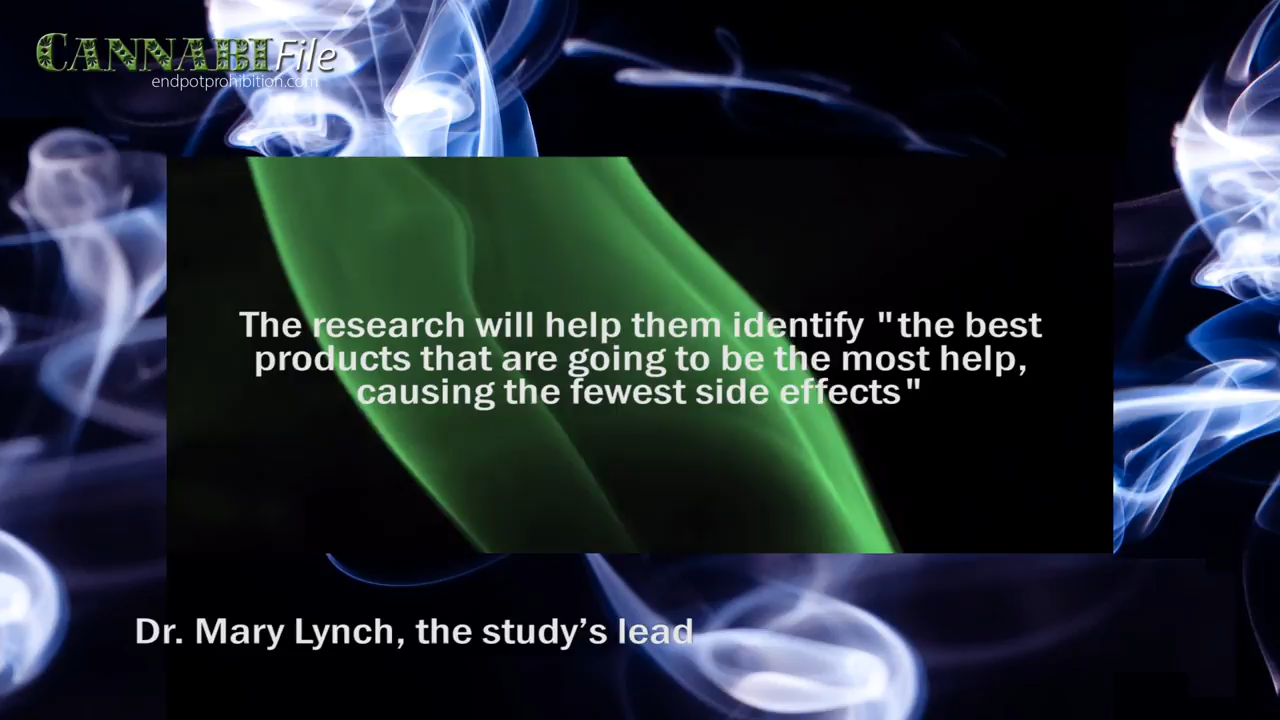 CANNABIFile
endpotprohibition.com
The research will help them identify "the best
products that are going to be the most help,
causing the fewest side effects"
Dr. Mary Lynch, the study’s lead